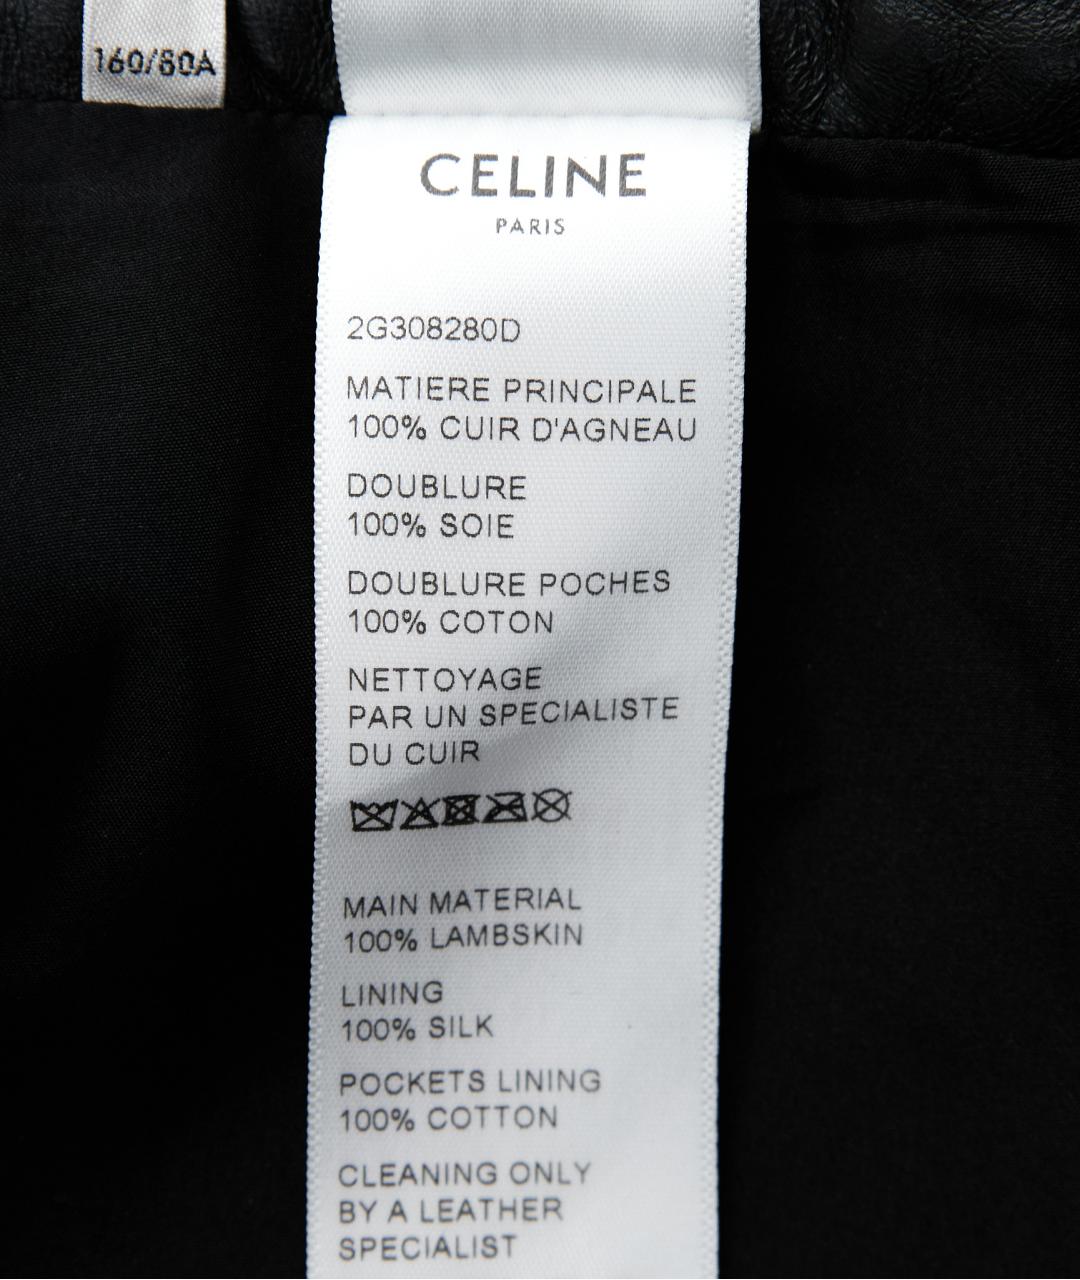 160/80A
CELINE
PARIS
2G308280D
MATIERE PRINCIPALE
100% CUIR D'AGNEAU
DOUBLURE
100% SOIE
DOUBLURE POCHES
100% COTON
NETTOYAGE
PAR UN SPECIALISTE
DU CUIR
MAIN MATERIAL
100% LAMBSKIN
LINING
100% SILK
POCKETS LINING
100% COTTON
CLEANING ONLY
BY A LEATHER
SPECIALIST